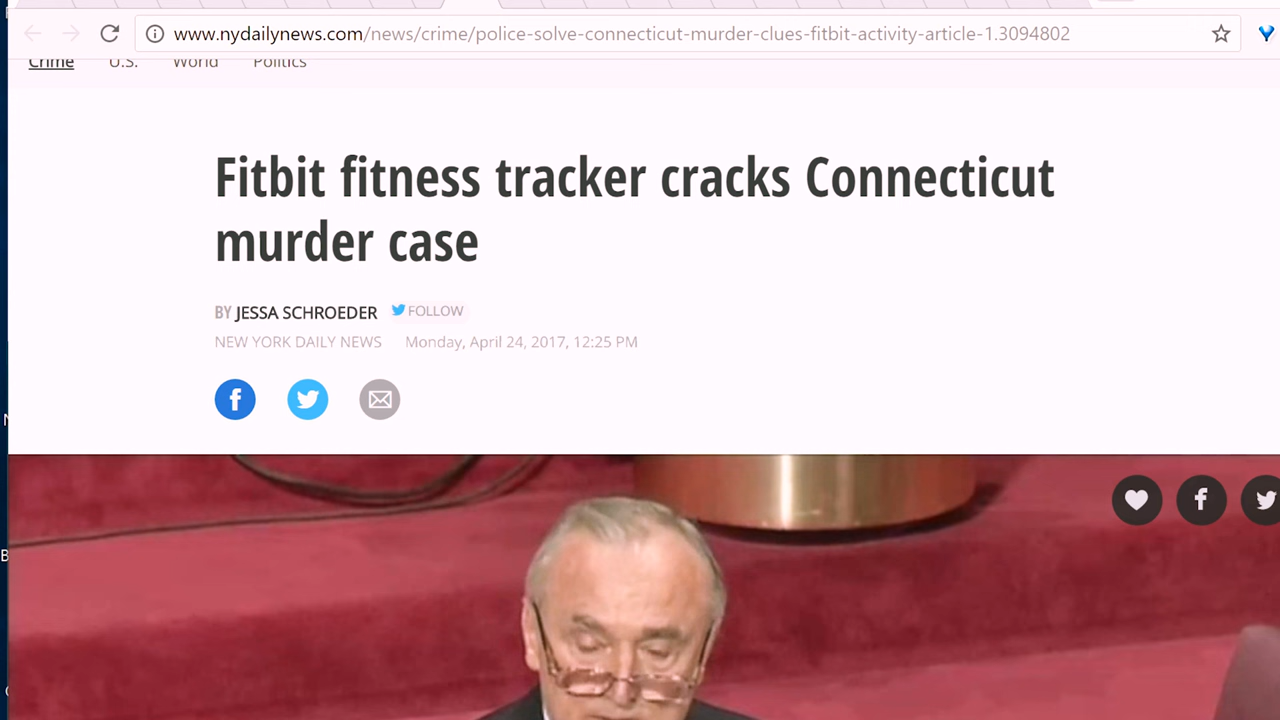 www.nydailynews.com/news/crime/police-solve-connecticut-murder-clues-fitbit-activity-article-1.3094802
Crime U.S. World Politics
Fitbit fitness tracker cracks Connecticut
murder case
BY JESSA SCHROEDER FOLLOW
NEW YORK DAILY NEWS Monday, April 24, 2017, 12:25 PM